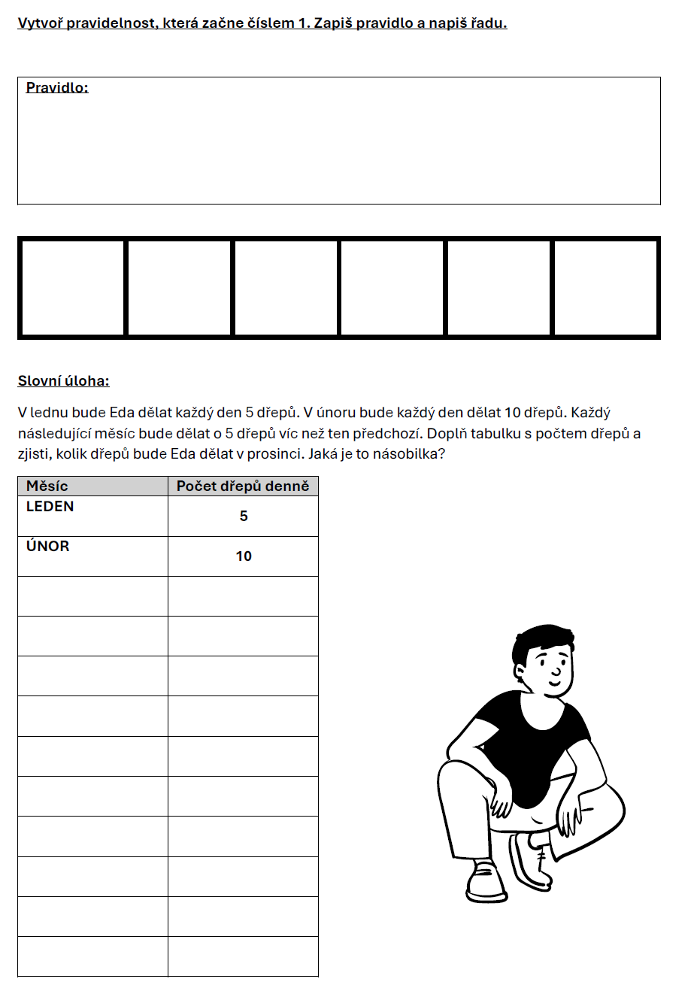 Vytvoř pravidelnost, která začne číslem 1. Zapiš pravidlo a napiš řadu.
Pravidlo:
Slovní úloha:
V lednu bude Eda dělat každý den 5 dřepů. V únoru bude každý den dělat 10 dřepů. Každý
následující měsíc bude dělat o 5 dřepů víc než ten předchozí. Doplň tabulku s počtem dřepů a
zjisti, kolik dřepů bude Eda dělat v prosinci. Jaká je to násobilka?
Měsíc Počet dřepů denně
LEDEN 5
ÚNOR 10